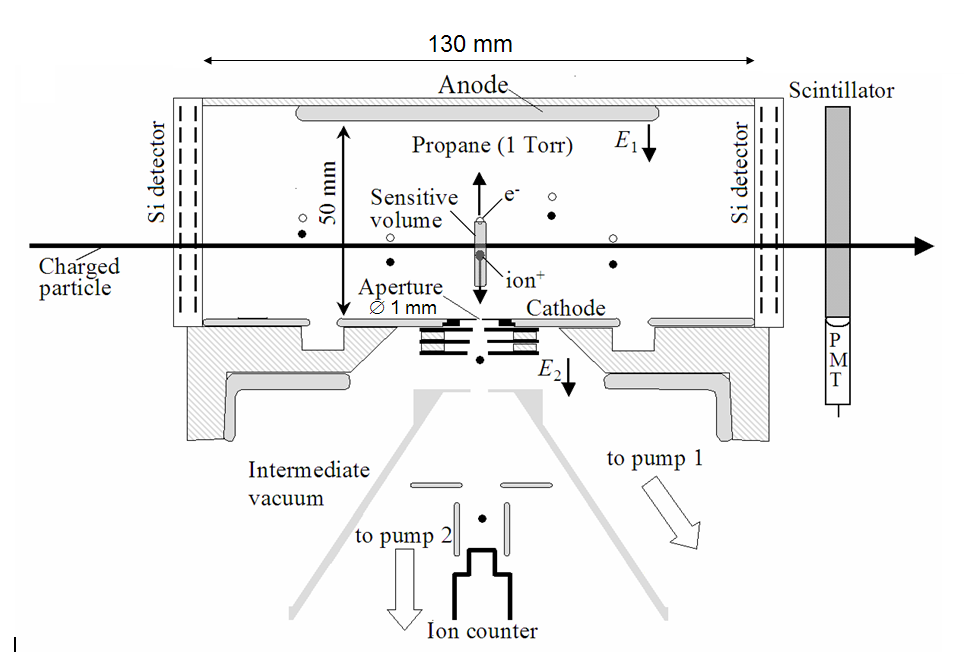 130 mm
Anode
Scintillator
Propane (1 Torr)
E1
Si detector
50 mm
Sensitive
volume
e-
Si detector
Charged
particle
ion+
Aperture
∅ 1 mm
Cathode
E2
PMT
Intermediate
vacuum
to pump 1
to pump 2
Ion counter